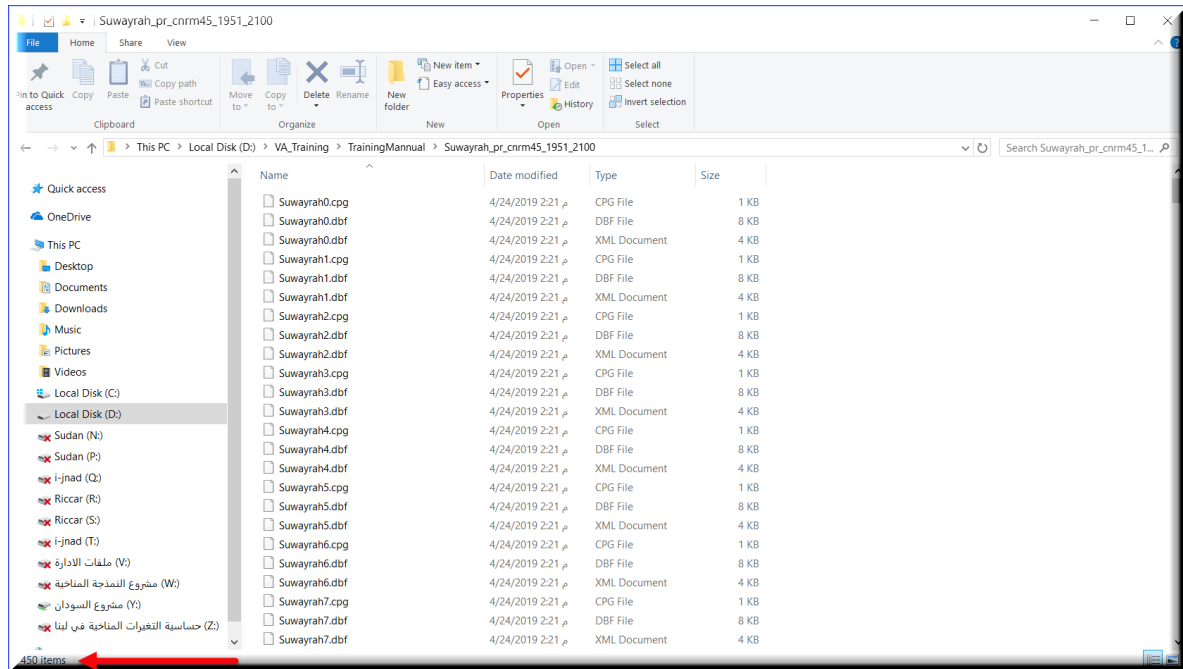 Suwayrah_pr_cnrm45_1951_2100
File Home Share View
Pin to Quick access
Copy
Paste
Cut
Copy path
Paste shortcut
Clipboard
Move to
Copy to
Delete
Rename
Organize
New folder
New item
Easy access
New
Properties
Open
Edit
History
Open
Select all
Select none
Invert selection
Select
This PC > Local Disk (D:) > VA_Training > TrainingMannual > Suwayrah_pr_cnrm45_1951_2100
Search Suwayrah_pr_cnrm45_1...
Quick access
OneDrive
This PC
Desktop
Documents
Downloads
Music
Pictures
Videos
Local Disk (C:)
Local Disk (D:)
Sudan (N:)
Sudan (P:)
i-jnad (Q:)
Riccar (R:)
Riccar (S:)
i-jnad (T:)
ملفات الادارة (V:)
مشروع النمذجة المناخية (W:)
مشروع السودان (Y:)
حساسية التغيرات المناخية في لبنا (Z:)
Name Date modified Type Size
Suwayrah0.cpg 4/24/2019 2:21 م CPG File 1 KB
Suwayrah0.dbf 4/24/2019 2:21 م DBF File 8 KB
Suwayrah0.dbf 4/24/2019 2:21 م XML Document 4 KB
Suwayrah1.cpg 4/24/2019 2:21 م CPG File 1 KB
Suwayrah1.dbf 4/24/2019 2:21 م DBF File 8 KB
Suwayrah1.dbf 4/24/2019 2:21 م XML Document 4 KB
Suwayrah2.cpg 4/24/2019 2:21 م CPG File 1 KB
Suwayrah2.dbf 4/24/2019 2:21 م DBF File 8 KB
Suwayrah2.dbf 4/24/2019 2:21 م XML Document 4 KB
Suwayrah3.cpg 4/24/2019 2:21 م CPG File 1 KB
Suwayrah3.dbf 4/24/2019 2:21 م DBF File 8 KB
Suwayrah3.dbf 4/24/2019 2:21 م XML Document 4 KB
Suwayrah4.cpg 4/24/2019 2:21 م CPG File 1 KB
Suwayrah4.dbf 4/24/2019 2:21 م DBF File 8 KB
Suwayrah4.dbf 4/24/2019 2:21 م XML Document 4 KB
Suwayrah5.cpg 4/24/2019 2:21 م CPG File 1 KB
Suwayrah5.dbf 4/24/2019 2:21 م DBF File 8 KB
Suwayrah5.dbf 4/24/2019 2:21 م XML Document 4 KB
Suwayrah6.cpg 4/24/2019 2:21 م CPG File 1 KB
Suwayrah6.dbf 4/24/2019 2:21 م DBF File 8 KB
Suwayrah6.dbf 4/24/2019 2:21 م XML Document 4 KB
Suwayrah7.cpg 4/24/2019 2:21 م CPG File 1 KB
Suwayrah7.dbf 4/24/2019 2:21 م DBF File 8 KB
Suwayrah7.dbf 4/24/2019 2:21 م XML Document 4 KB
450 items